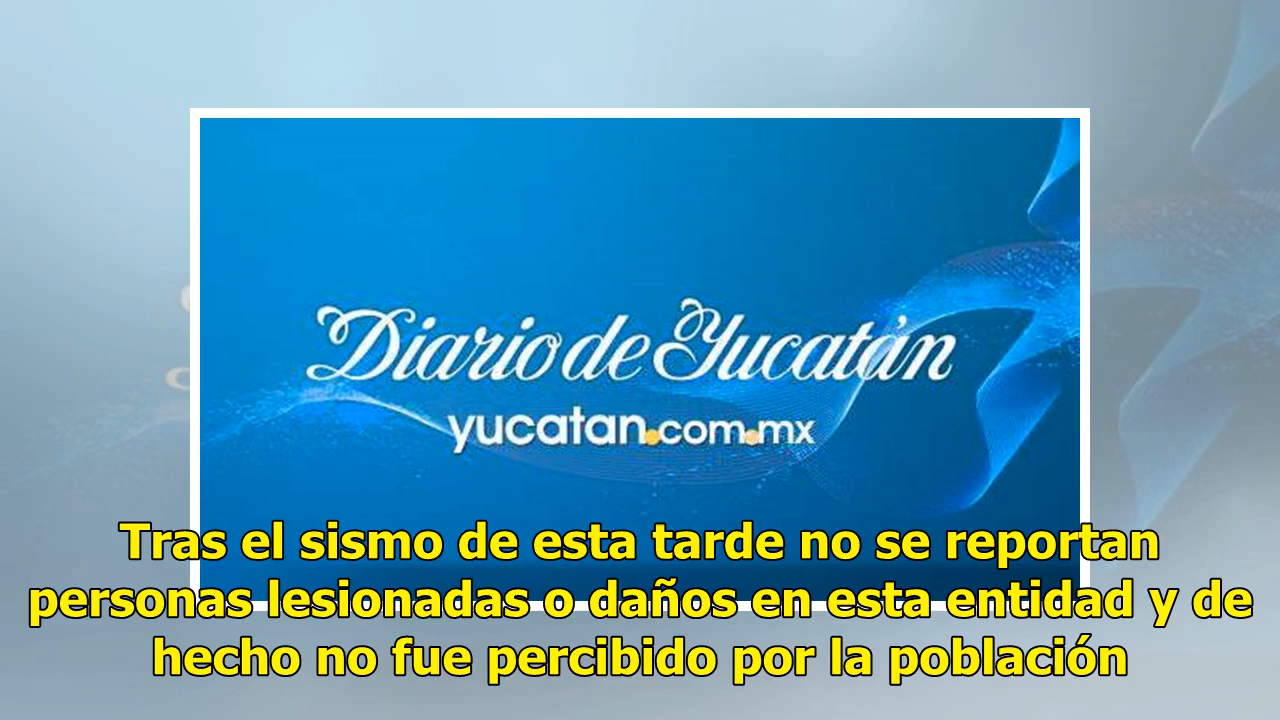 Diario de Yucatán
yucatan.com.mx
Tras el sismo de esta tarde no se reportan
personas lesionadas o daños en esta entidad y de
hecho no fue percibido por la población